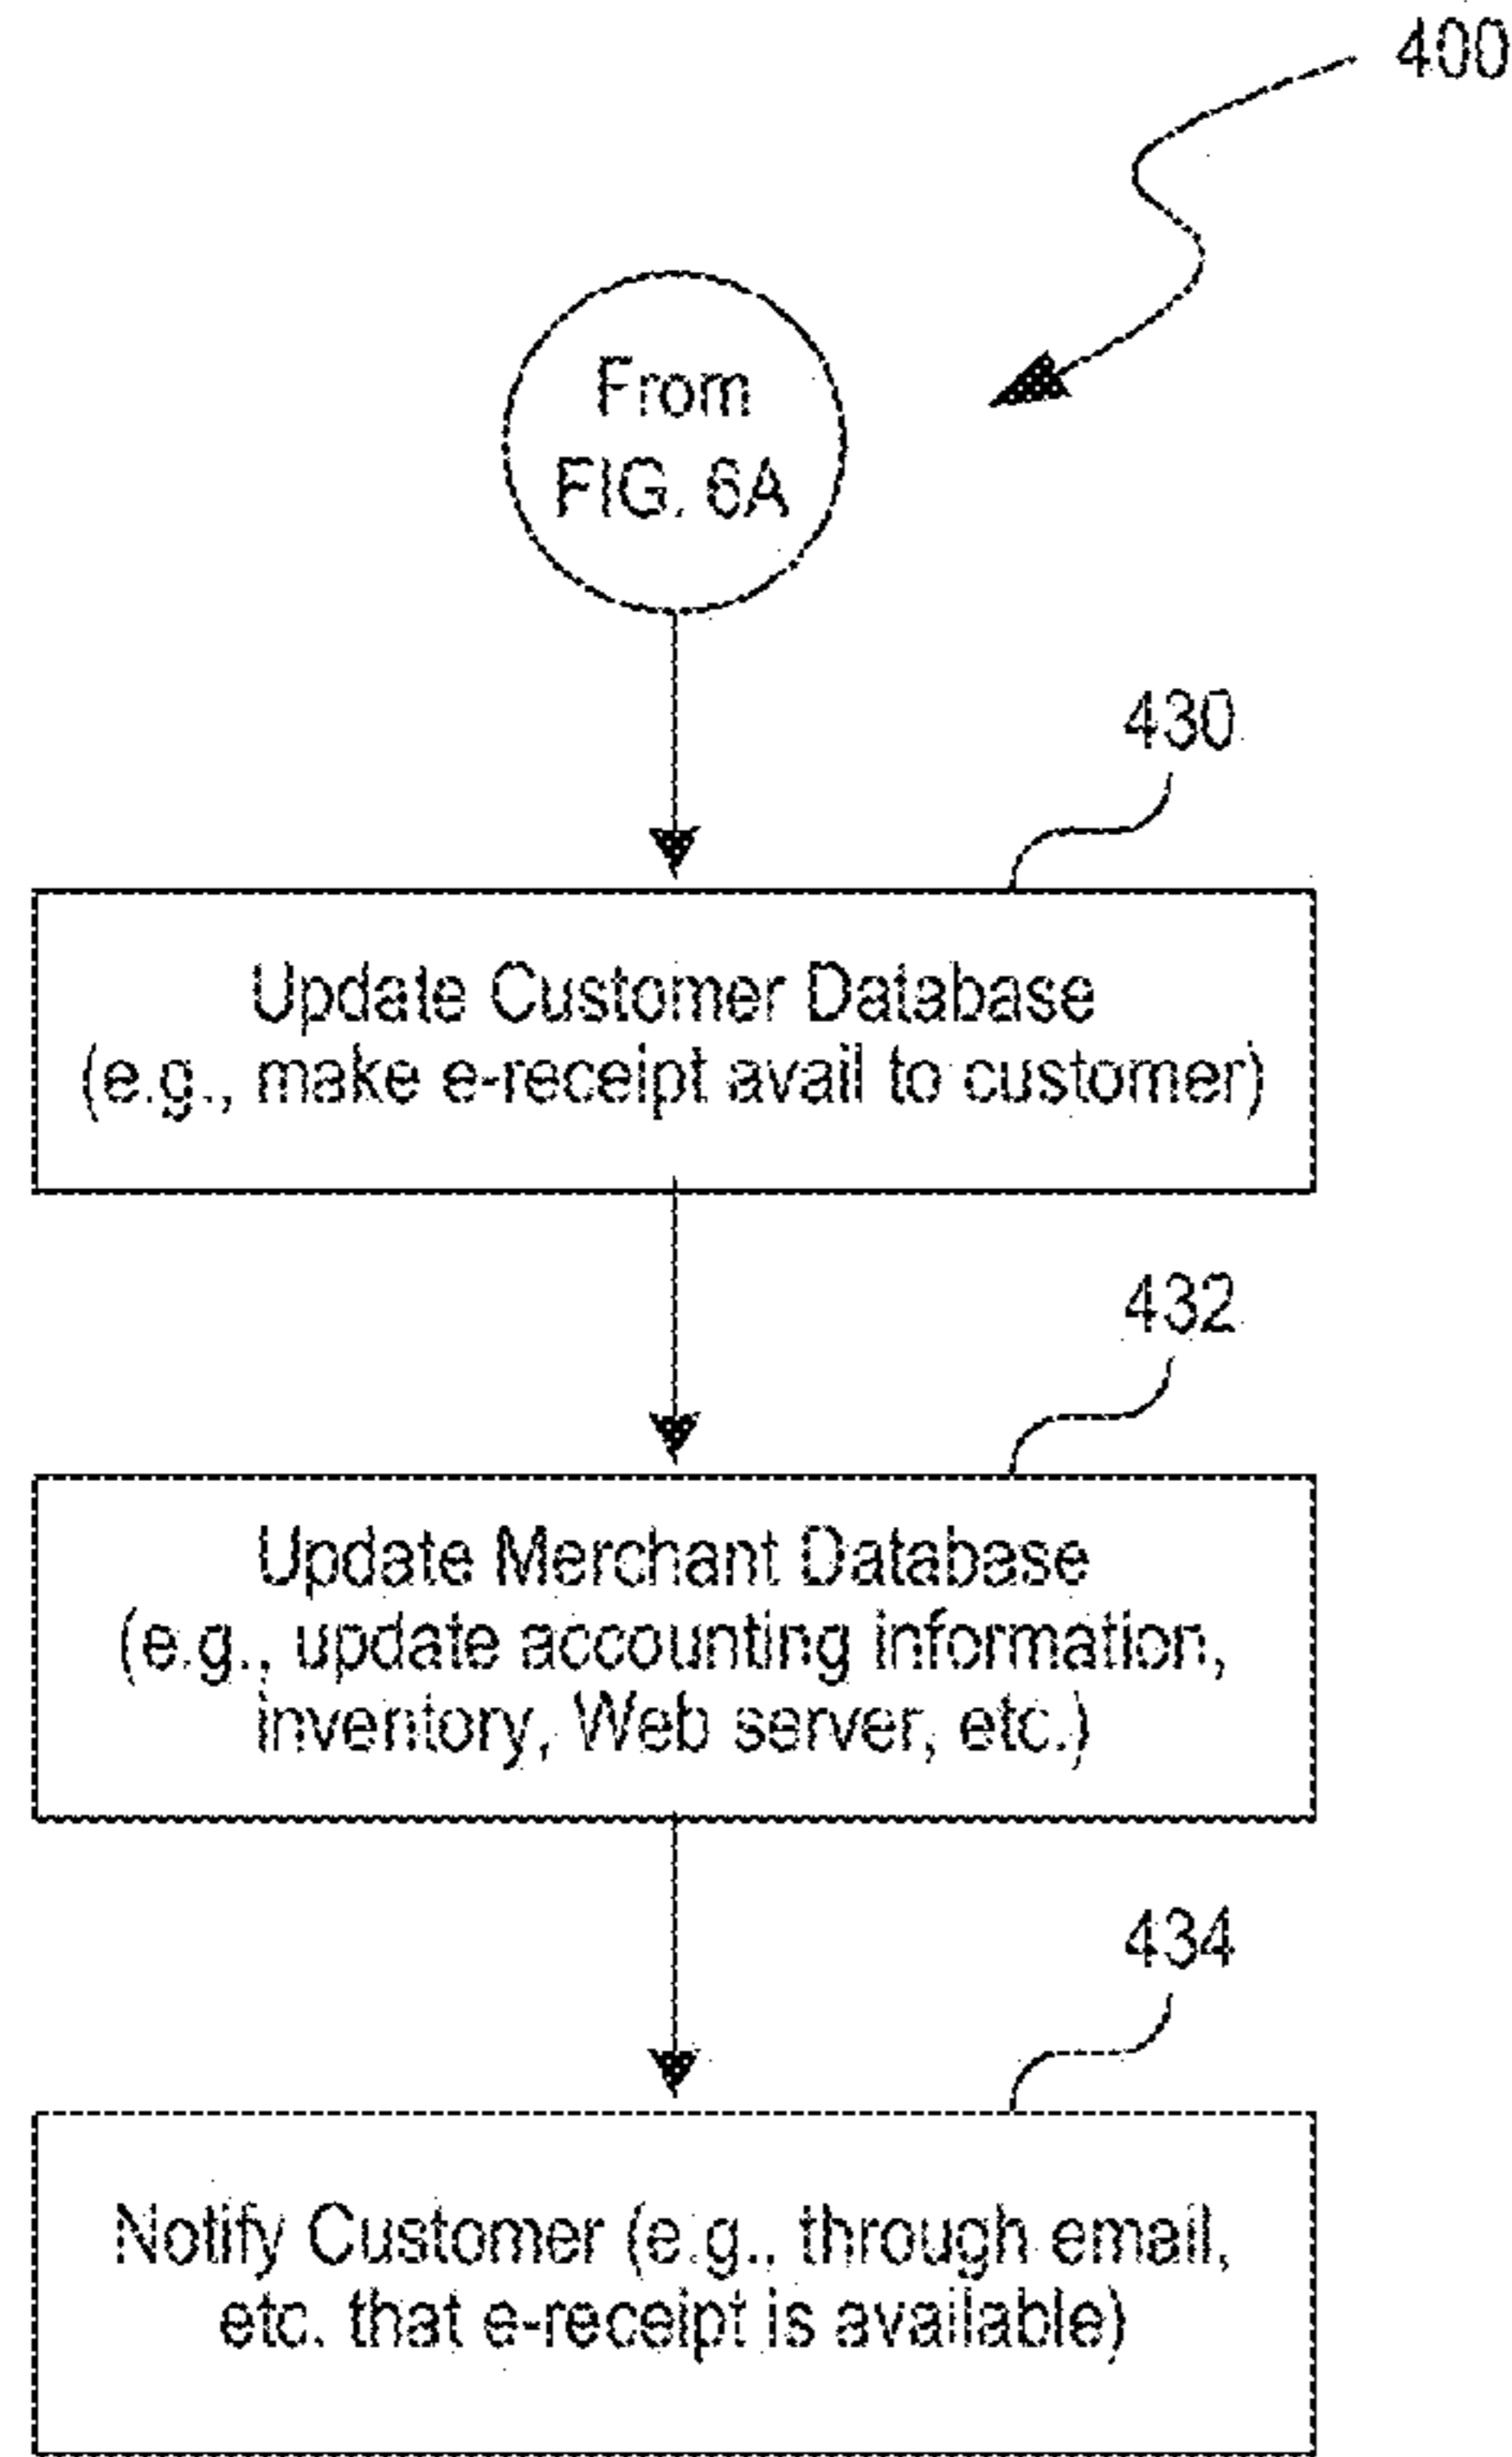 400
From
FIG. 6A
430
Update Customer Database
(e.g., make e-receipt avail to customer)
432
Update Merchant Database
(e.g., update accounting information,
inventory, Web server, etc.)
434
Notify Customer (e.g., through email,
etc. that e-receipt is available)